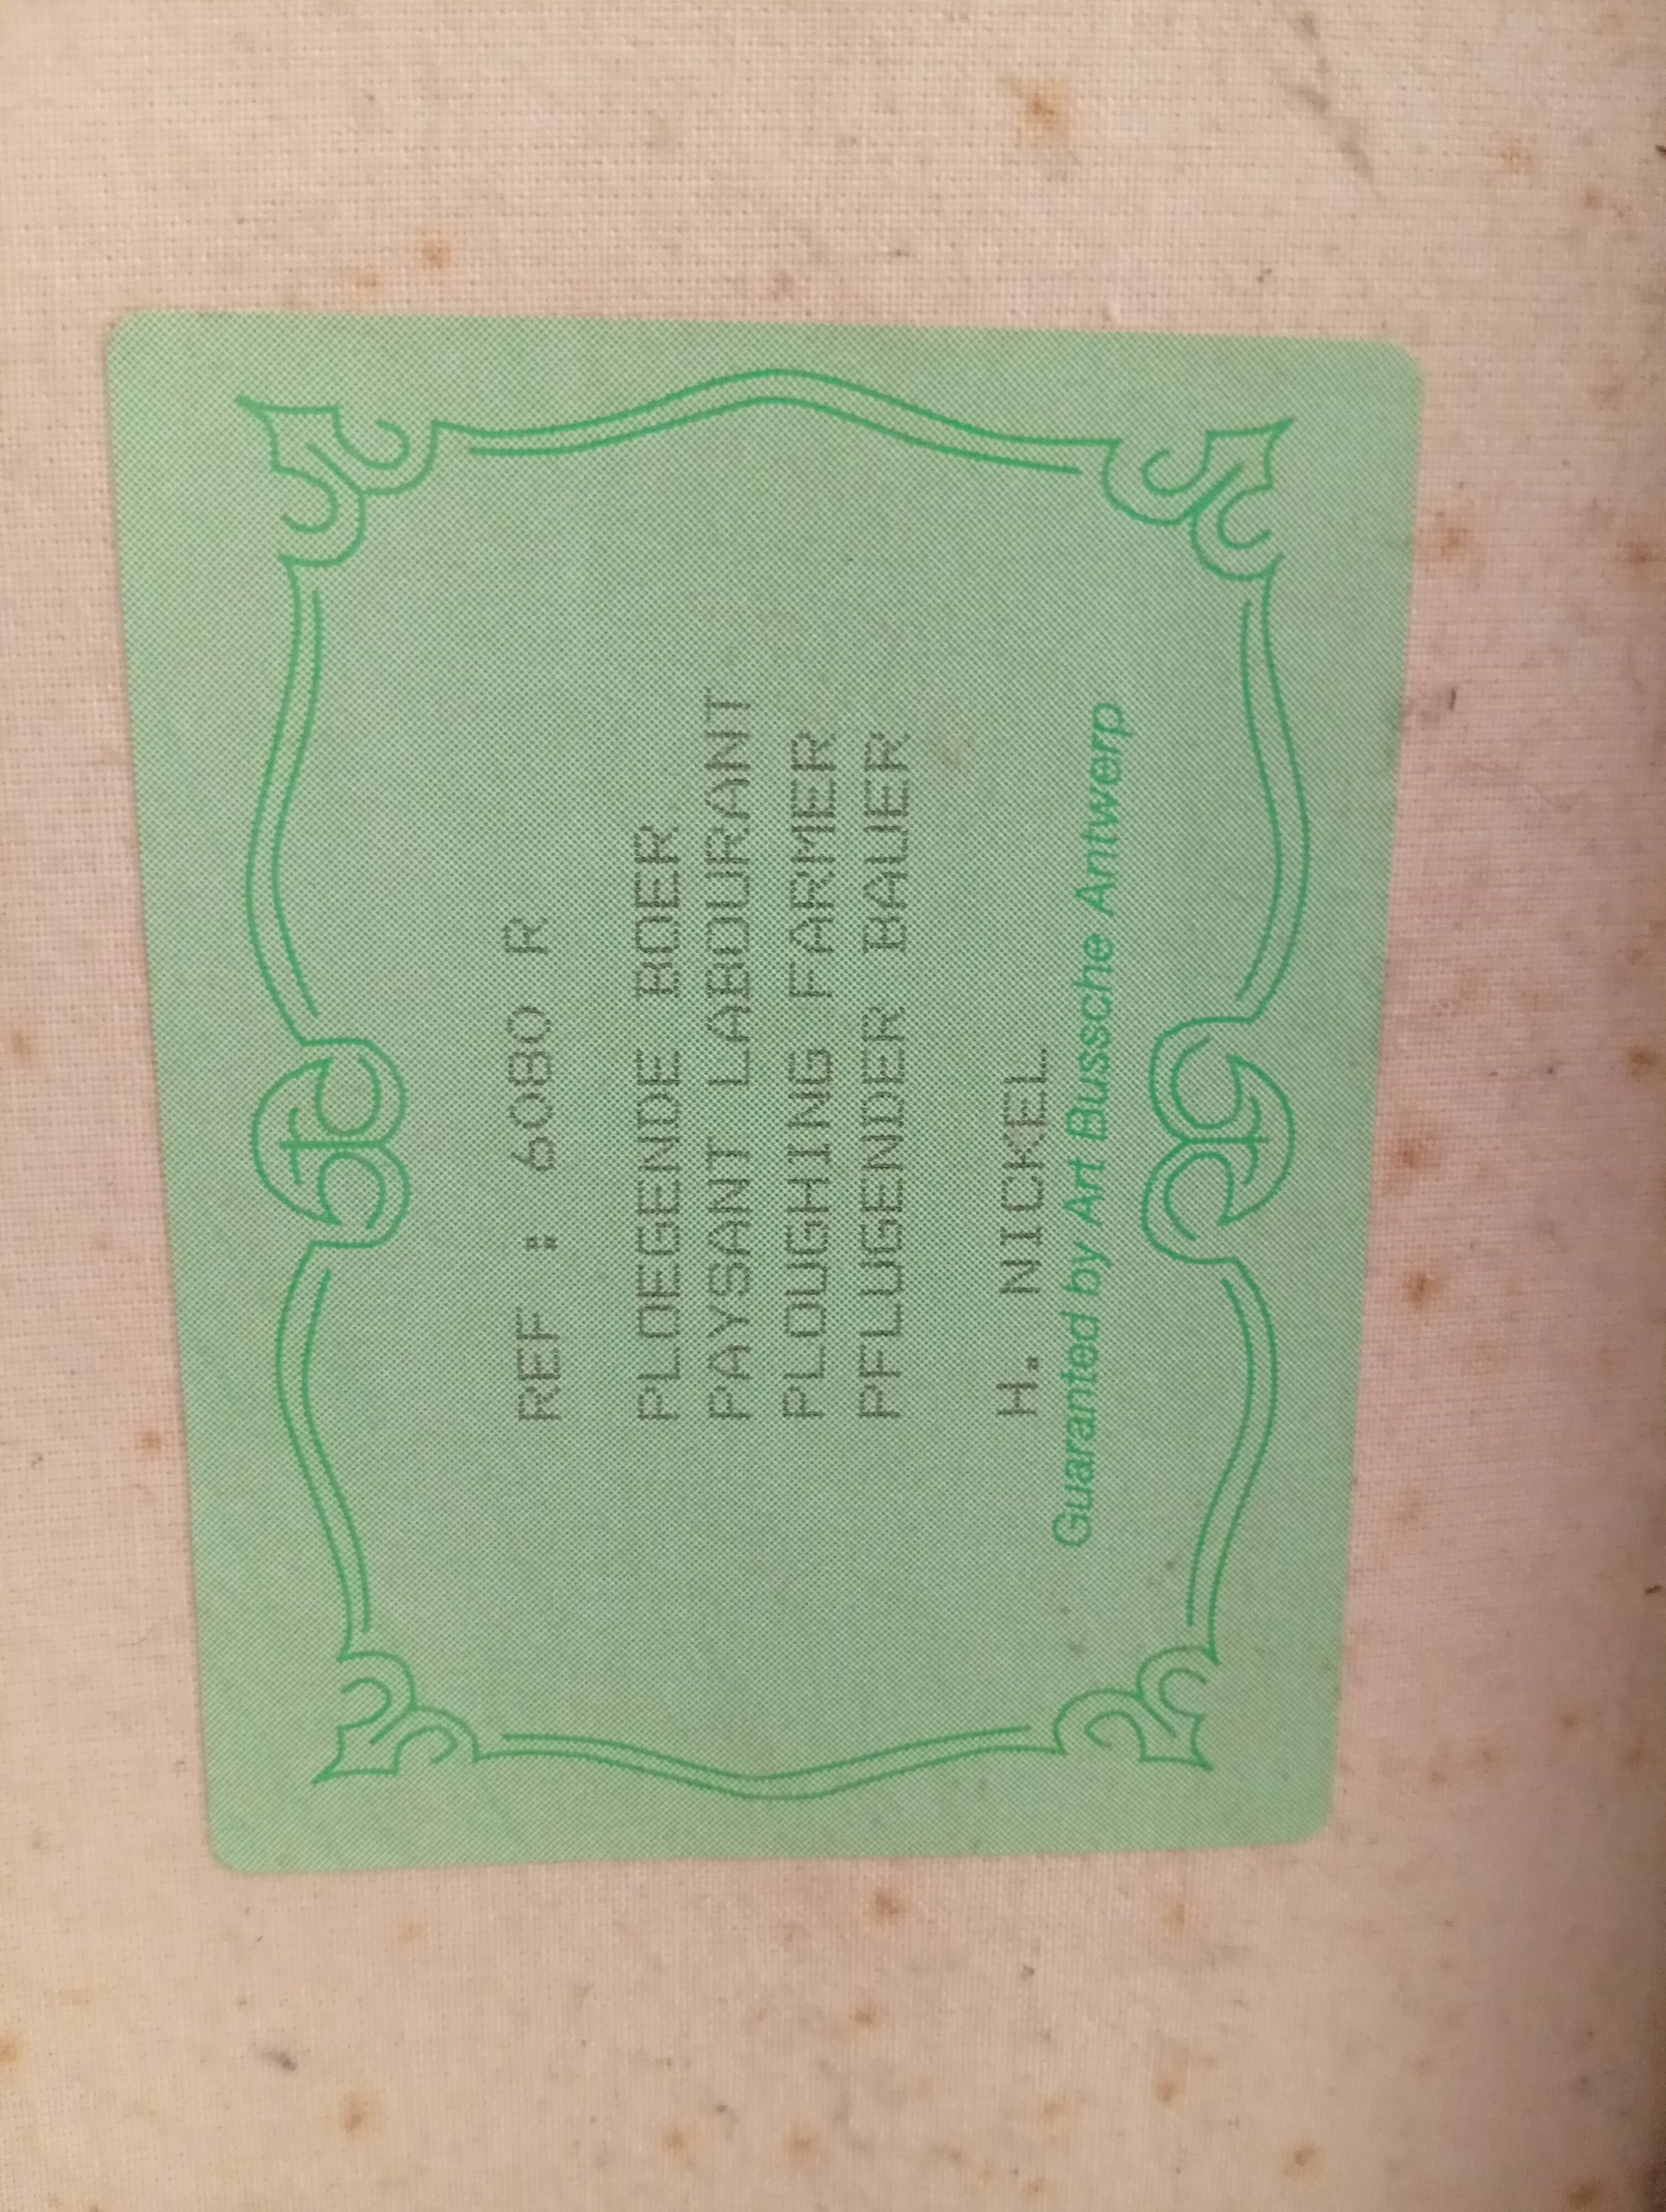 REF : 6080 R
PLOEGENDE BOER
PAYSANT LABOURANT
PLOUGHING FARMER
PFLUGENDER BAUER
H. NICKEL
Guaranted by Art Bussche Antwerp